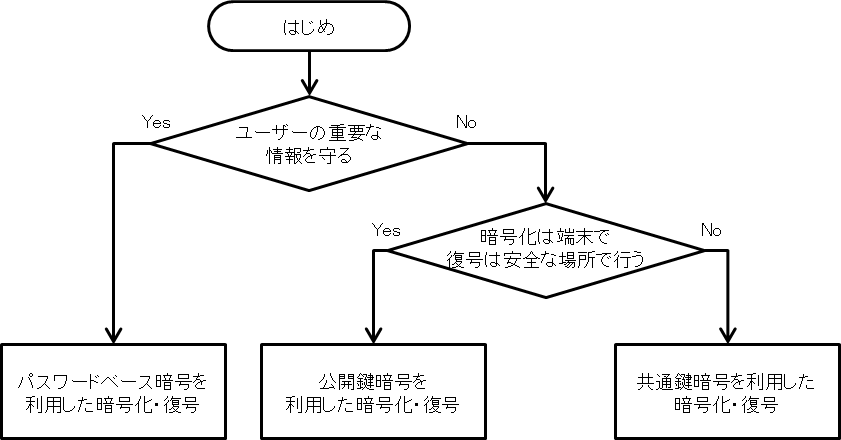 はじめ
Yes
ユーザーの重要な
情報を守る
No
Yes
暗号化は端末で
復号は安全な場所で行う
No
パスワードベース暗号を
利用した暗号化・復号
公開鍵暗号を
利用した暗号化・復号
共通鍵暗号を利用した
暗号化・復号